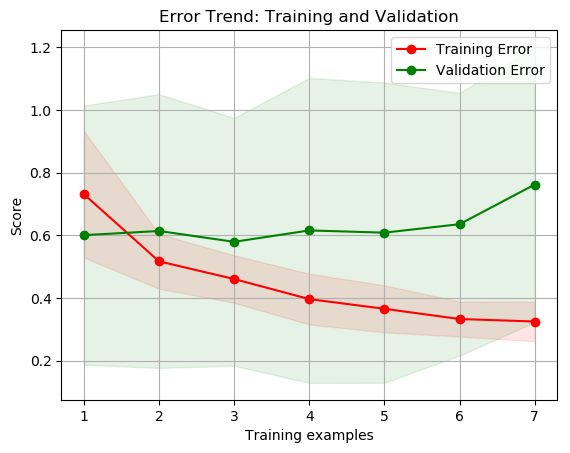 Error Trend: Training and Validation
Training Error
Validation Error
1.2
1.0
0.8
0.6
0.4
0.2
Score
1 2 3 4 5 6 7
Training examples